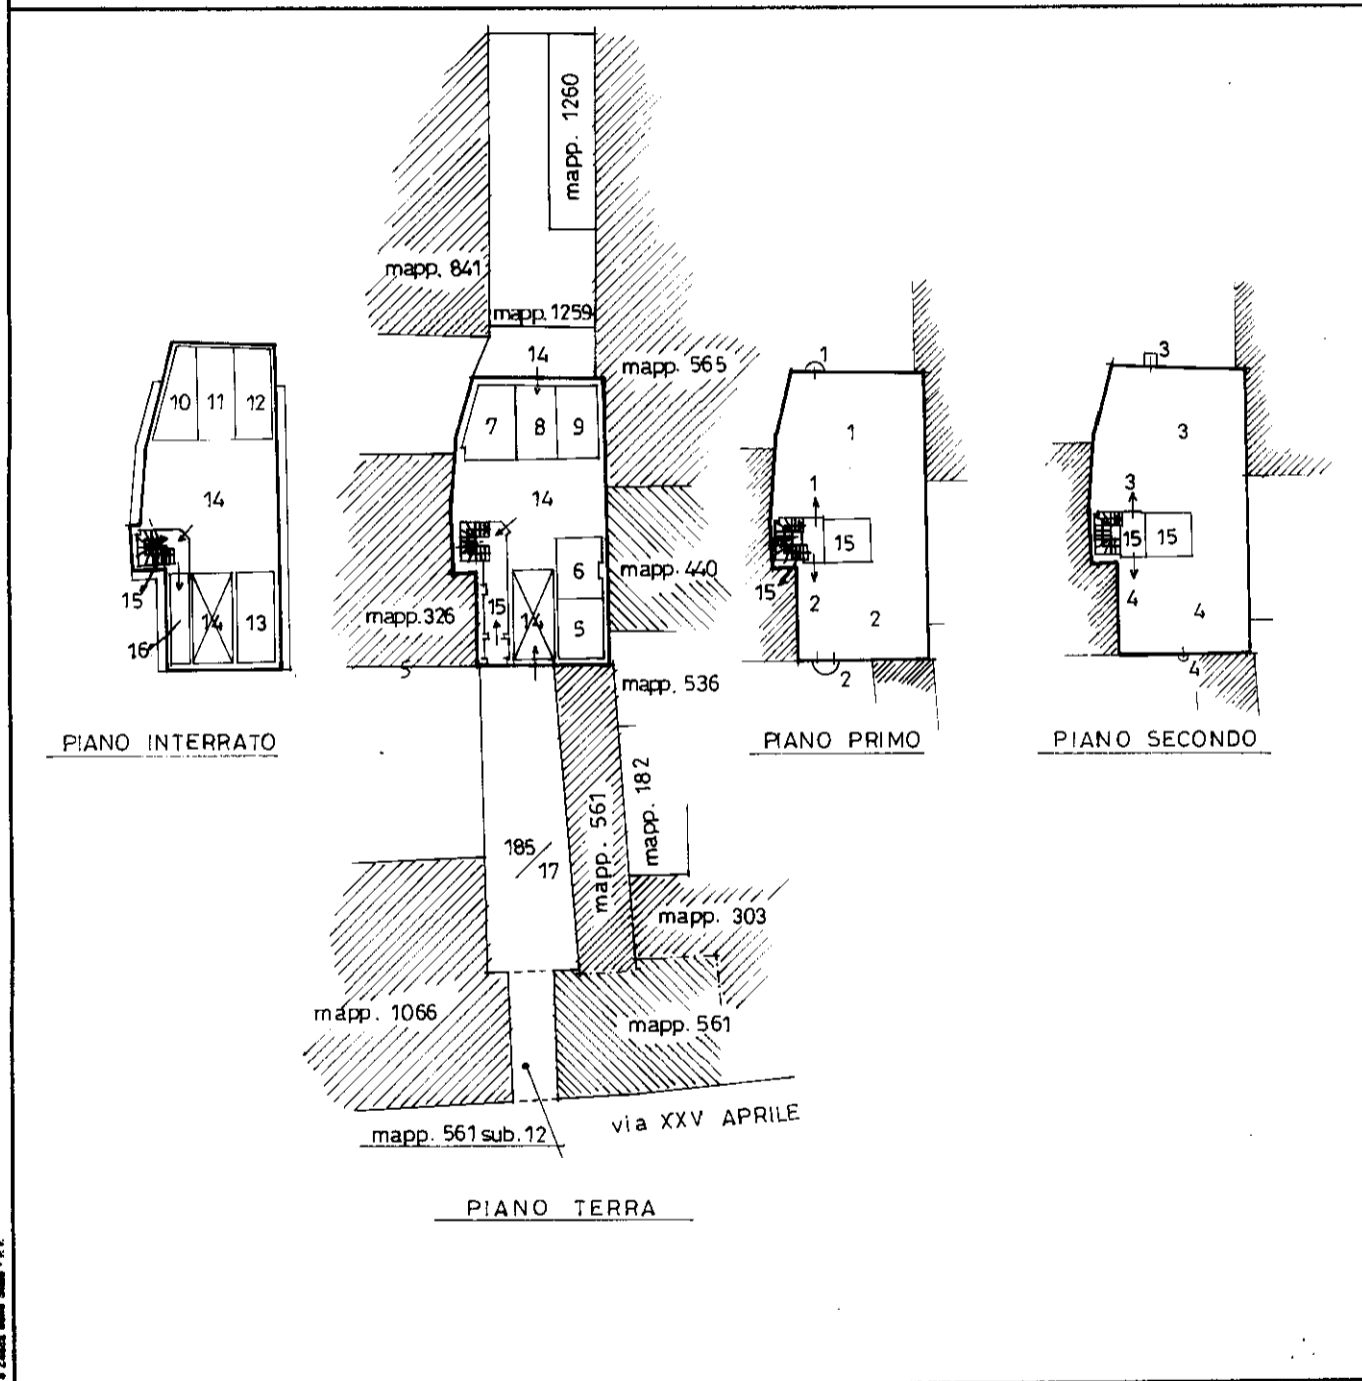 mapp. 1260
mapp. 841
mapp. 1259
14
mapp. 565
7 8 9
14
6
mapp. 440
15
14
5
mapp. 326
mapp. 536
mapp. 182
mapp. 561
185/17
mapp. 303
mapp. 1066
mapp. 561
mapp. 561 sub. 12
via XXV APRILE
PIANO TERRA
10 11 12
14
15
16
14
13
PIANO INTERRATO
1
1
1
15
15
2
2
2
PIANO PRIMO
3
3
3
15
15
4
4
4
PIANO SECONDO